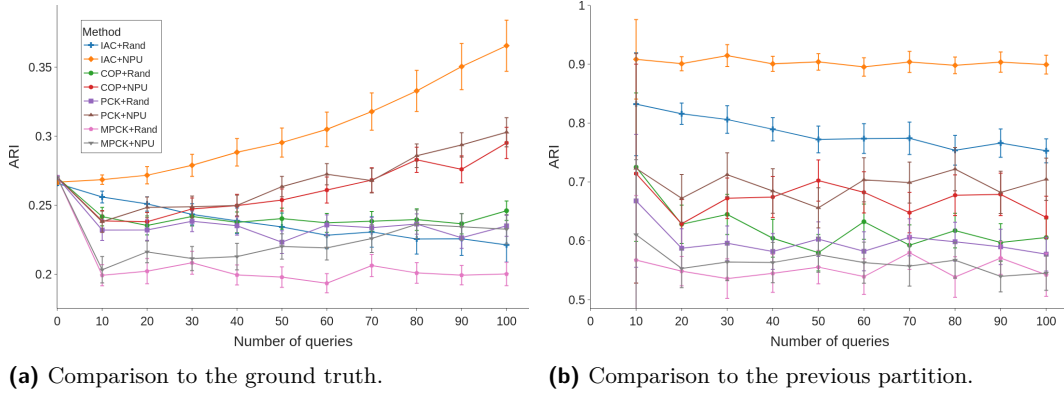 Method
IAC+Rand
IAC+NPU
COP+Rand
COP+NPU
PCK+Rand
PCK+NPU
MPCK+Rand
MPCK+NPU
0.35
0.3
0.25
0.2
ARI
0 10 20 30 40 50 60 70 80 90 100
Number of queries
1
0.9
0.8
0.7
0.6
0.5
ARI
0 10 20 30 40 50 60 70 80 90 100
Number of queries
(a) Comparison to the ground truth.
(b) Comparison to the previous partition.